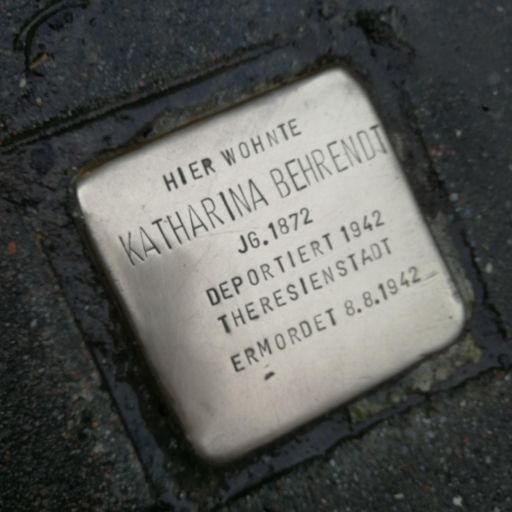 HIER WOHNTE
KATHARINA BEHRENDT
JG. 1872
DEPORTIERT 1942
THERESIENSTADT
ERMORDET 8.8.1942